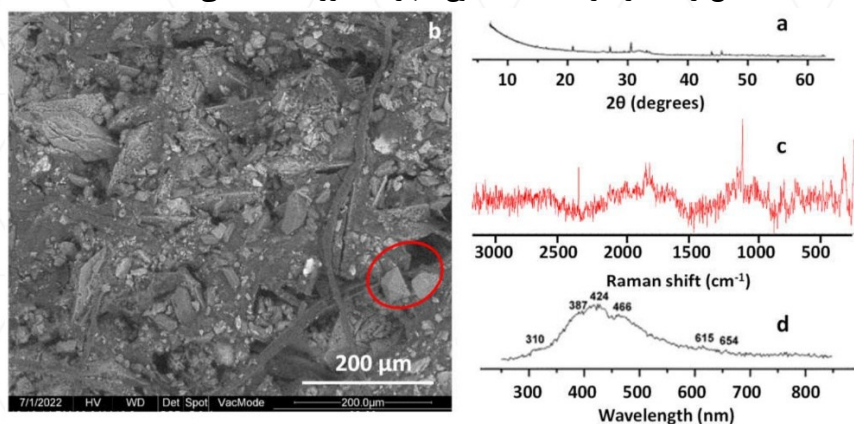 b
200 μm
7/1/2022 HV WD Det Spot VacMode
200.0μm
a
10 20 30 40 50 60
2θ (degrees)
c
3000 2500 2000 1500 1000 500
Raman shift (cm-1)
d
310 387 424 466 615 654
300 400 500 600 700 800
Wavelength (nm)